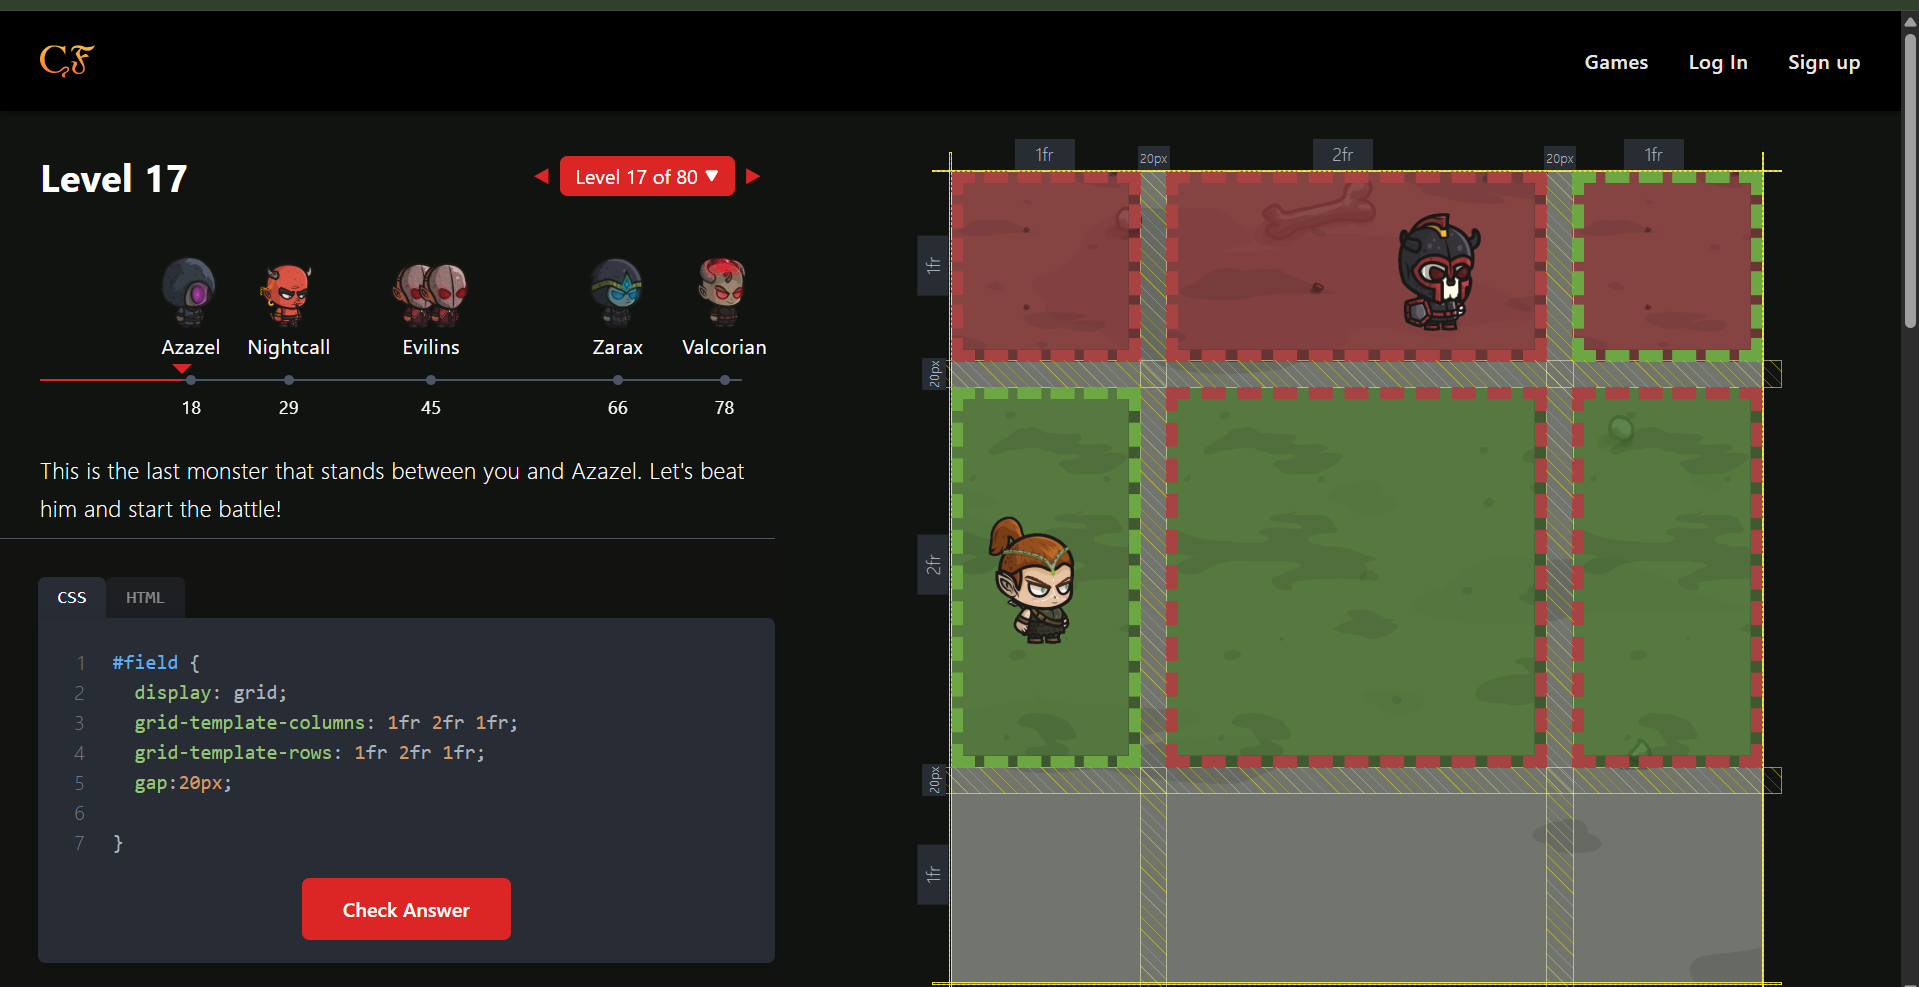 CF
Games Log In Sign up
Level 17
◀ Level 17 of 80 ▼ ▶
Azazel Nightcall Evilins Zarax Valcorian
18 29 45 66 78
This is the last monster that stands between you and Azazel. Let's beat
him and start the battle!
CSS HTML
1 #field {
2 display: grid;
3 grid-template-columns: 1fr 2fr 1fr;
4 grid-template-rows: 1fr 2fr 1fr;
5 gap:20px;
6
7 }
Check Answer
1fr 20px 2fr 20px 1fr
1fr
20px
2fr
20px
1fr